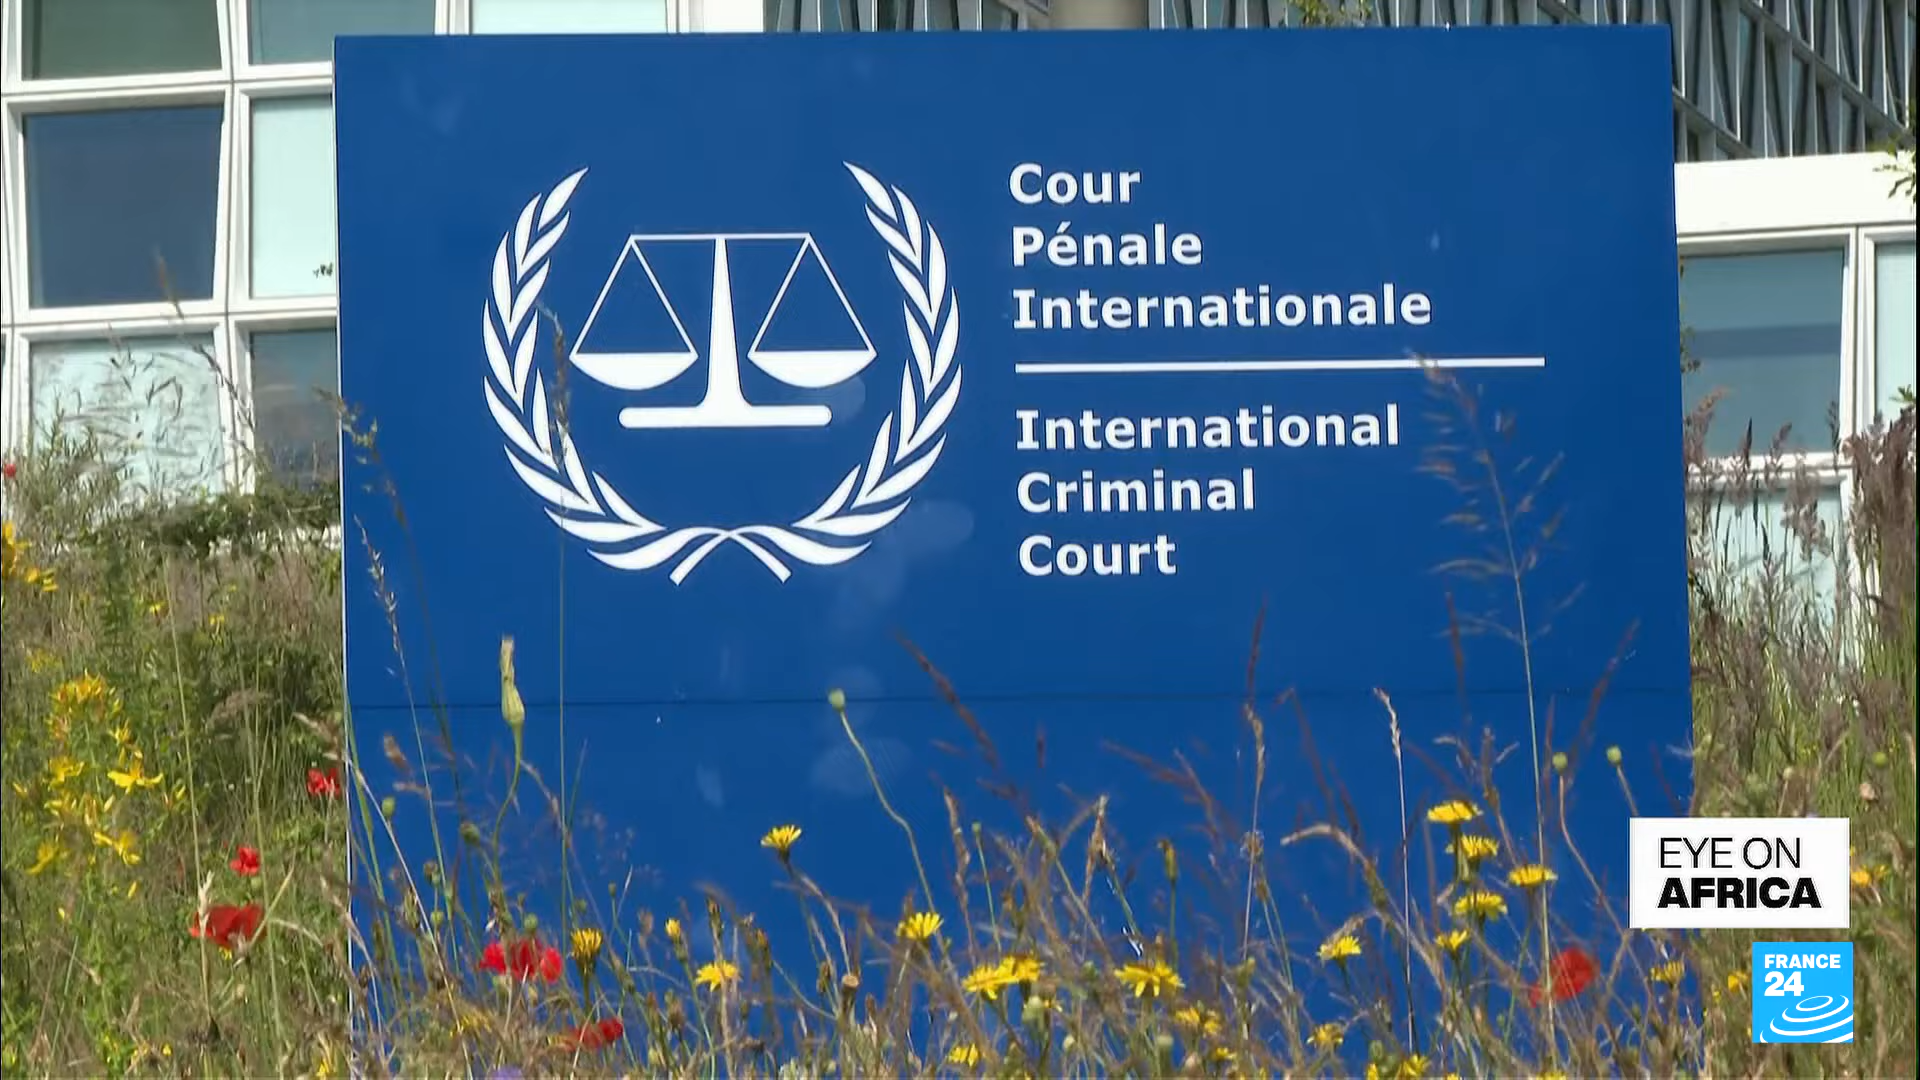 Cour
Pénale
Internationale
International
Criminal
Court
EYE ON
AFRICA
FRANCE
24